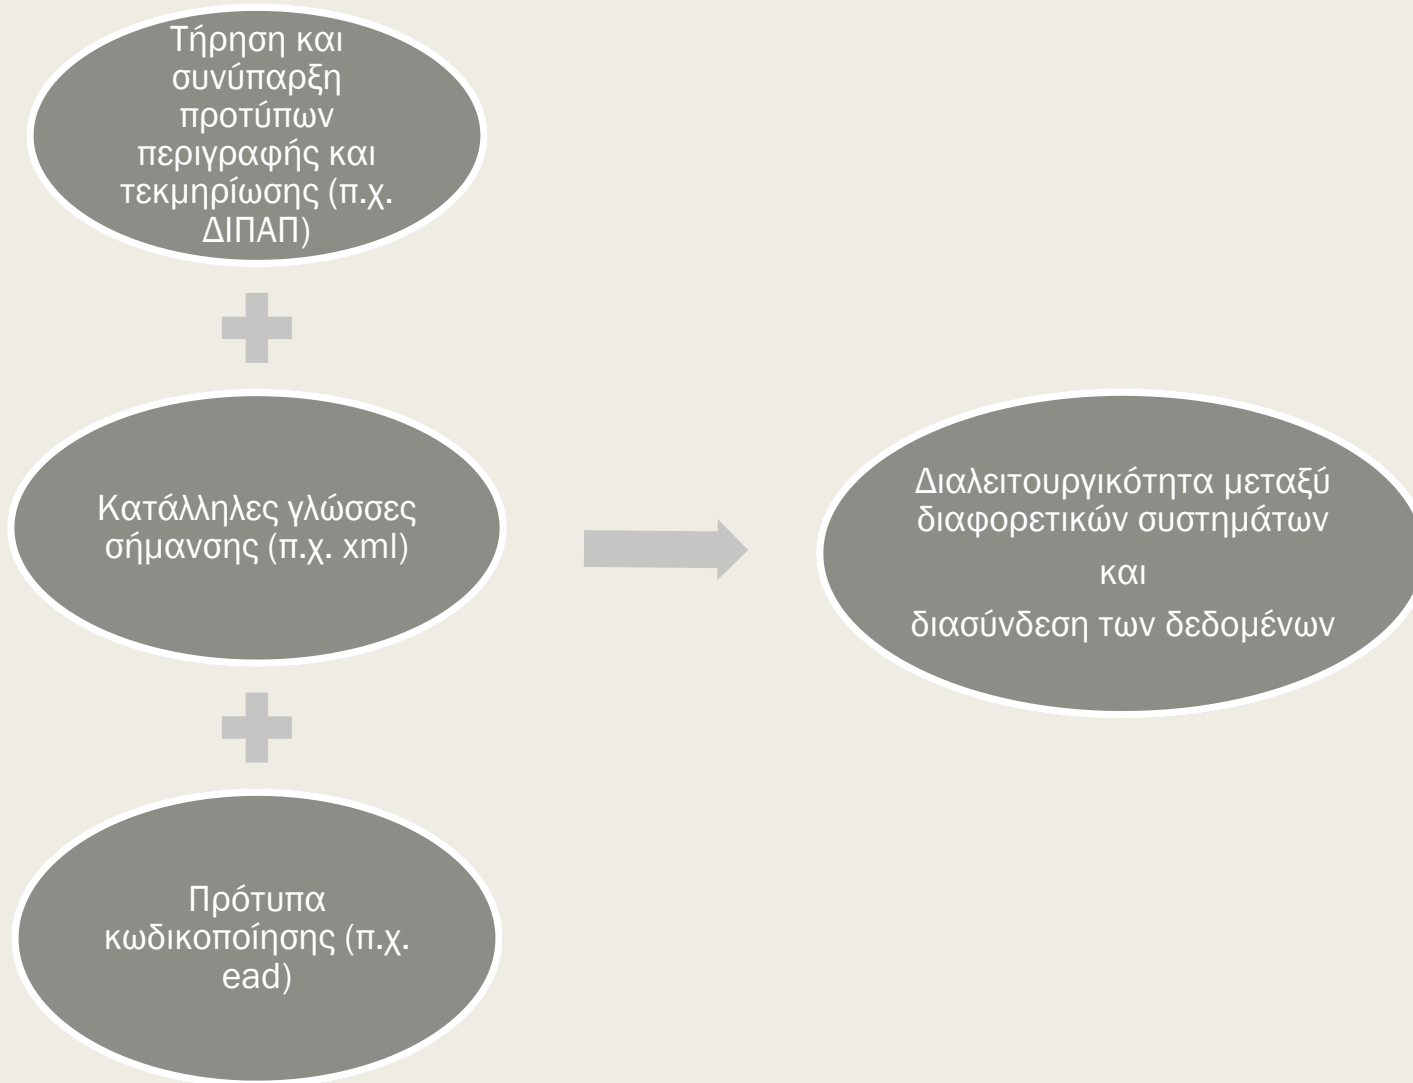 Τήρηση και
συνύπαρξη
προτύπων
περιγραφής και
τεκμηρίωσης (π.χ.
ΔΙΠΑΠ)
Κατάλληλες γλώσσες
σήμανσης (π.χ. xml)
Πρότυπα
κωδικοποίησης (π.χ.
ead)
Διαλειτουργικότητα μεταξύ
διαφορετικών συστημάτων
και
διασύνδεση των δεδομένων